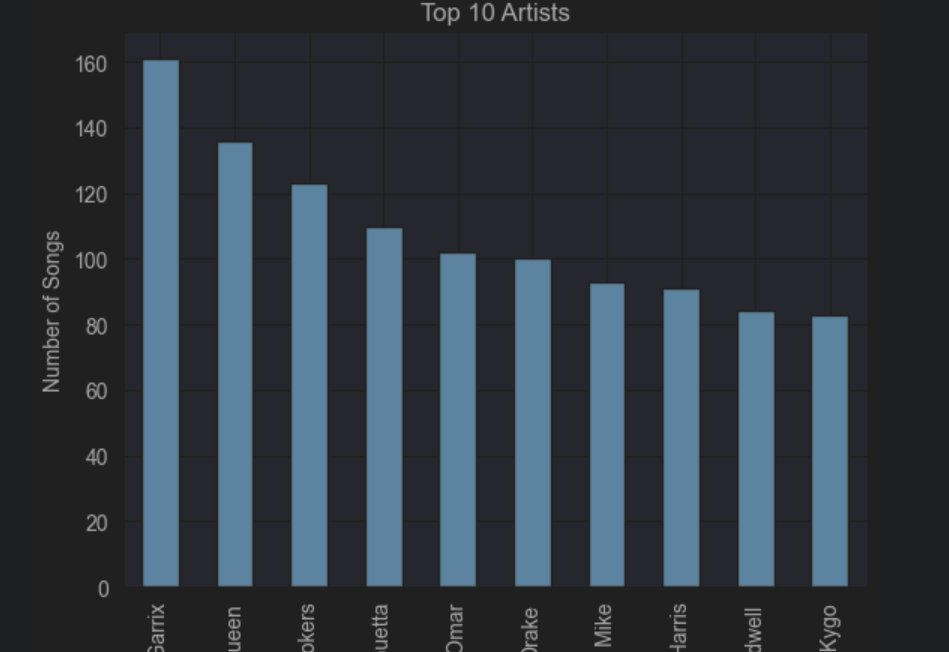 Top 10 Artists
Number of Songs
160
140
120
100
80
60
40
20
0
Garrix
ueen
okers
uetta
Omar
Drake
Mike
Harris
dwell
Kygo